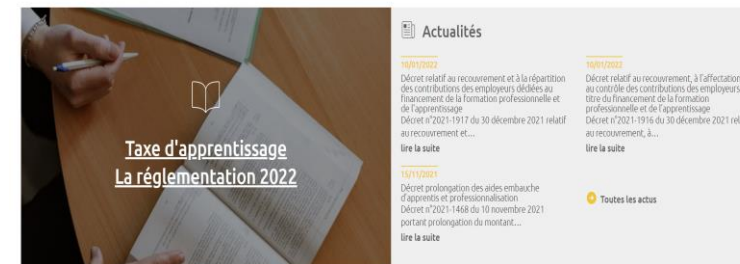 Taxe d'apprentissage
La réglementation 2022
Actualités
10/01/2022
Décret relatif au recouvrement et à la répartition
des contributions des employeurs dédiées au
financement de la formation professionnelle et
de l'apprentissage
Décret n°2021-1917 du 30 décembre 2021 relatif
au recouvrement et...
lire la suite
10/01/2022
Décret relatif au recouvrement, à l'affectation
au contrôle des contributions des employeurs
titre du financement de la formation
professionnelle et de l'apprentissage
Décret n°2021-1916 du 30 décembre 2021 rel
au recouvrement, à...
lire la suite
15/11/2021
Décret prolongation des aides embauche
d'apprentis et professionnalisation
Décret n°2021-1468 du 10 novembre 2021
portant prolongation du montant...
lire la suite
Toutes les actus